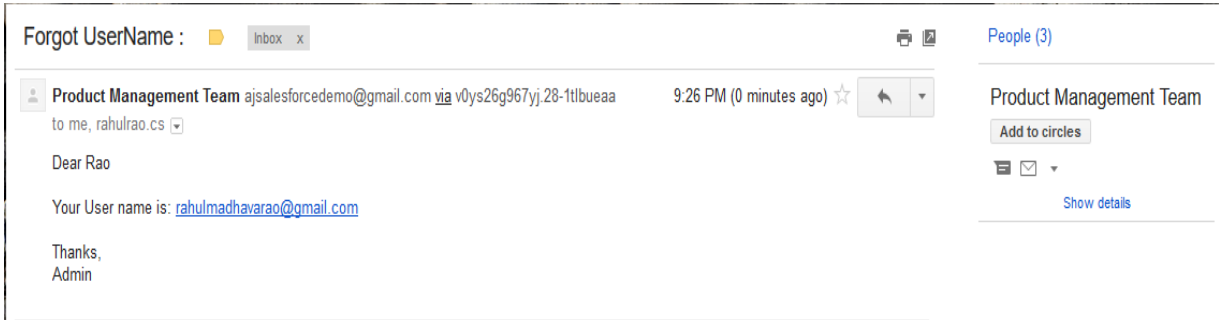 Forgot UserName :
Inbox x
People (3)
Product Management Team ajsalesforcedemo@gmail.com via v0ys26g967yj.28-1tlbueaa
9:26 PM (0 minutes ago)
to me, rahulrao.cs
Dear Rao
Your User name is: rahulmadhavarao@gmail.com
Thanks,
Admin
Product Management Team
Add to circles
Show details